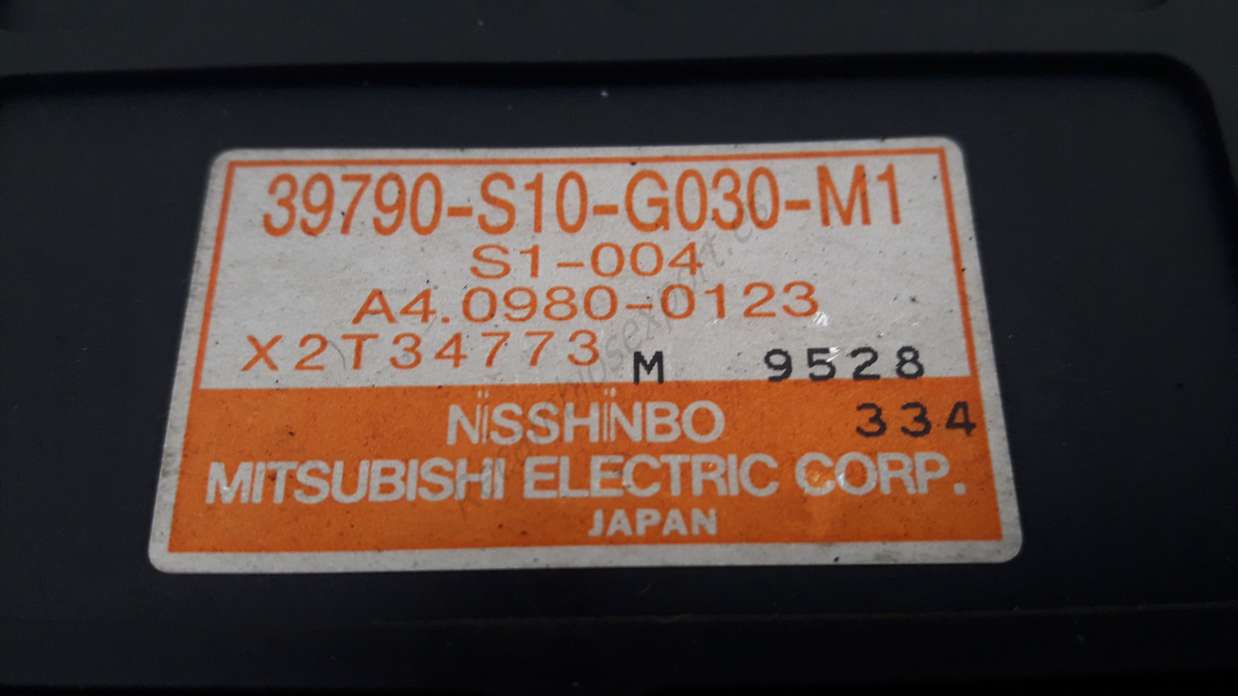 39790-S10-G030-M1
S1-004
A4.0980-0123
X2T34773 M 9528
NISSHINBO 334
MITSUBISHI ELECTRIC CORP.
JAPAN